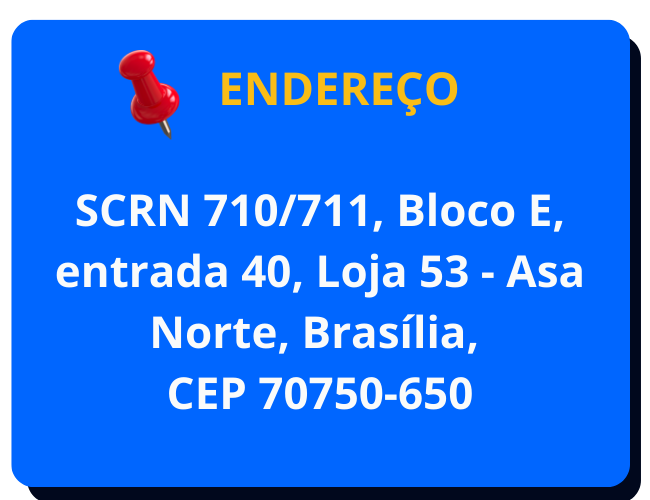 ENDEREÇO
SCRN 710/711, Bloco E,
entrada 40, Loja 53 - Asa
Norte, Brasília,
CEP 70750-650